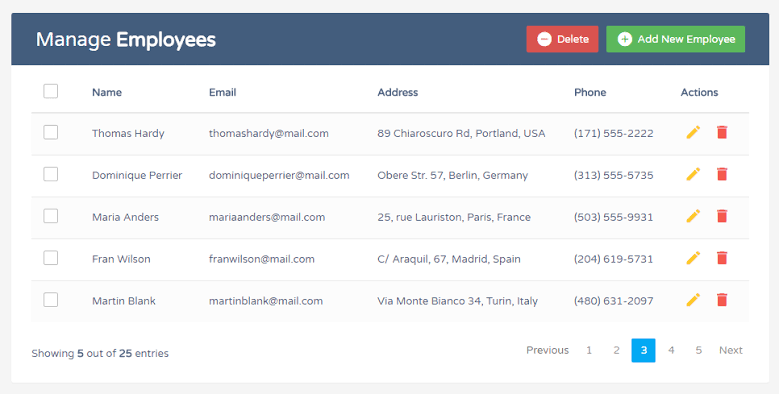 Manage Employees Delete Add New Employee
Name Email Address Phone Actions
Thomas Hardy thomashardy@mail.com 89 Chiaroscuro Rd, Portland, USA (171) 555-2222
Dominique Perrier dominiqueperrier@mail.com Obere Str. 57, Berlin, Germany (313) 555-5735
Maria Anders mariaanders@mail.com 25, rue Lauriston, Paris, France (503) 555-9931
Fran Wilson franwilson@mail.com C/ Araquil, 67, Madrid, Spain (204) 619-5731
Martin Blank martinblank@mail.com Via Monte Bianco 34, Turin, Italy (480) 631-2097
Showing 5 out of 25 entries Previous 1 2 3 4 5 Next